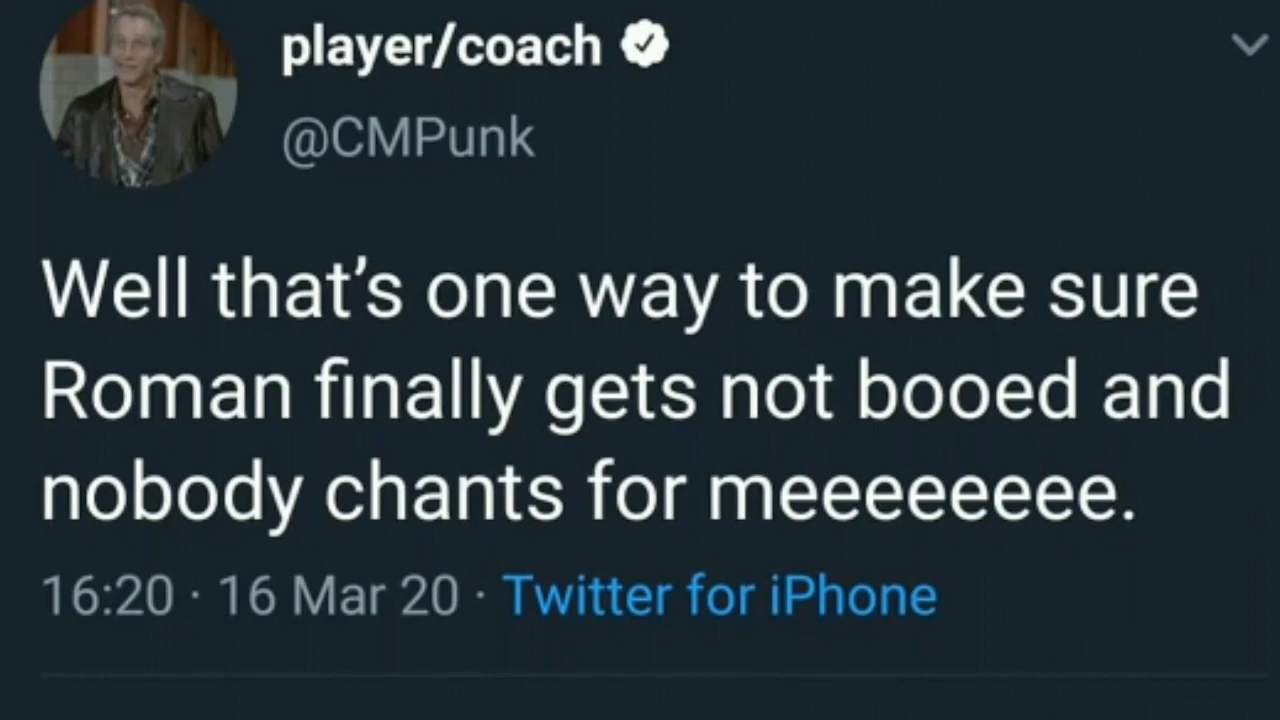 player/coach
@CMPunk
Well that’s one way to make sure
Roman finally gets not booed and
nobody chants for meeeeeeeee.
16:20 · 16 Mar 20 · Twitter for iPhone